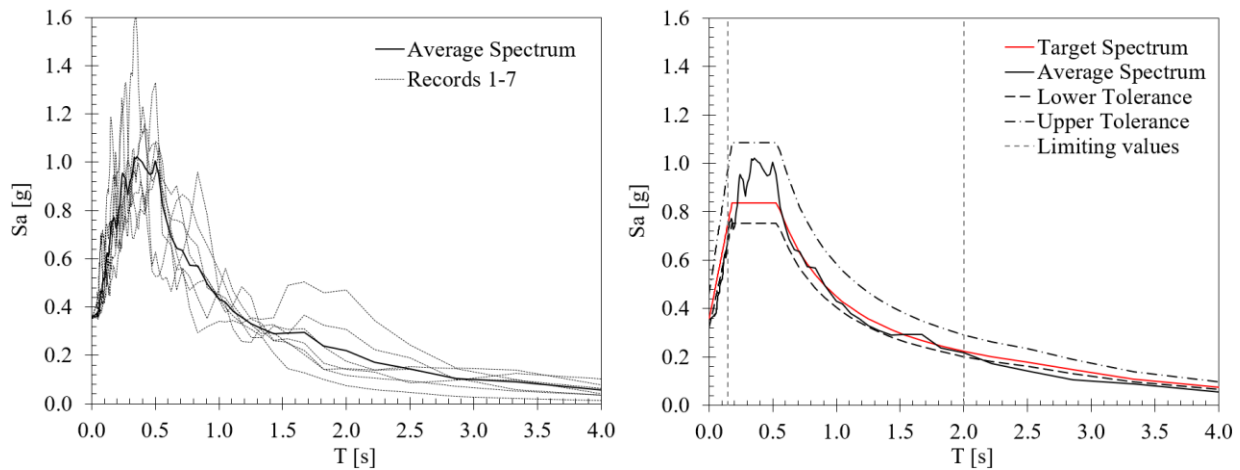 1.6
1.4
1.2
1.0
0.8
0.6
0.4
0.2
0.0
Sa [g]
Average Spectrum
Records 1-7
0.0 0.5 1.0 1.5 2.0 2.5 3.0 3.5 4.0
T [s]
1.6
1.4
1.2
1.0
0.8
0.6
0.4
0.2
0.0
Sa [g]
Target Spectrum
Average Spectrum
Lower Tolerance
Upper Tolerance
Limiting values
0.0 0.5 1.0 1.5 2.0 2.5 3.0 3.5 4.0
T [s]